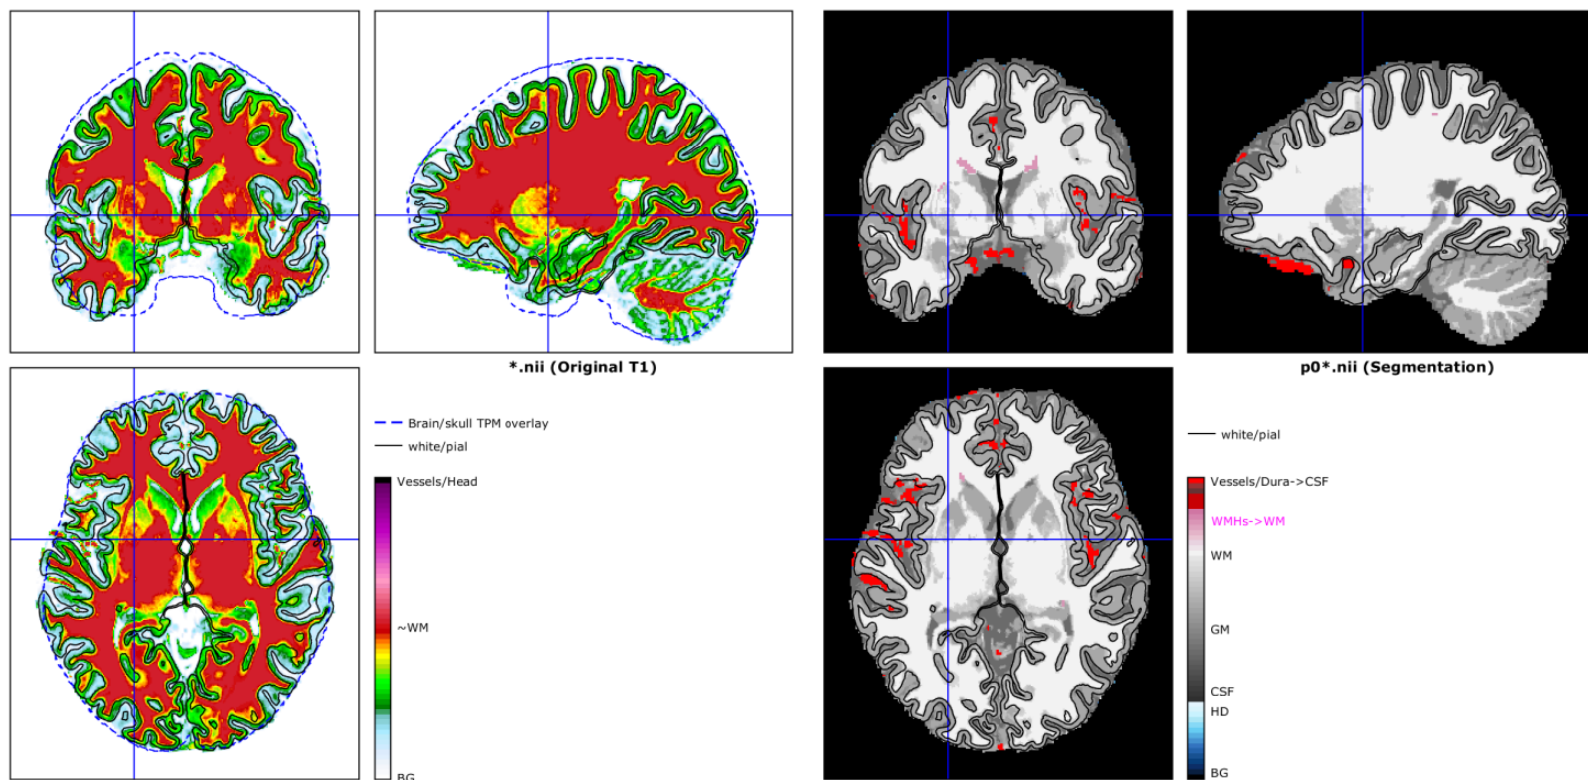 *.nii (Original T1)
Brain/skull TPM overlay
white/pial
Vessels/Head
~WM
BG
p0*.nii (Segmentation)
white/pial
Vessels/Dura->CSF
WMHs->WM
WM
GM
CSF
HD
BG